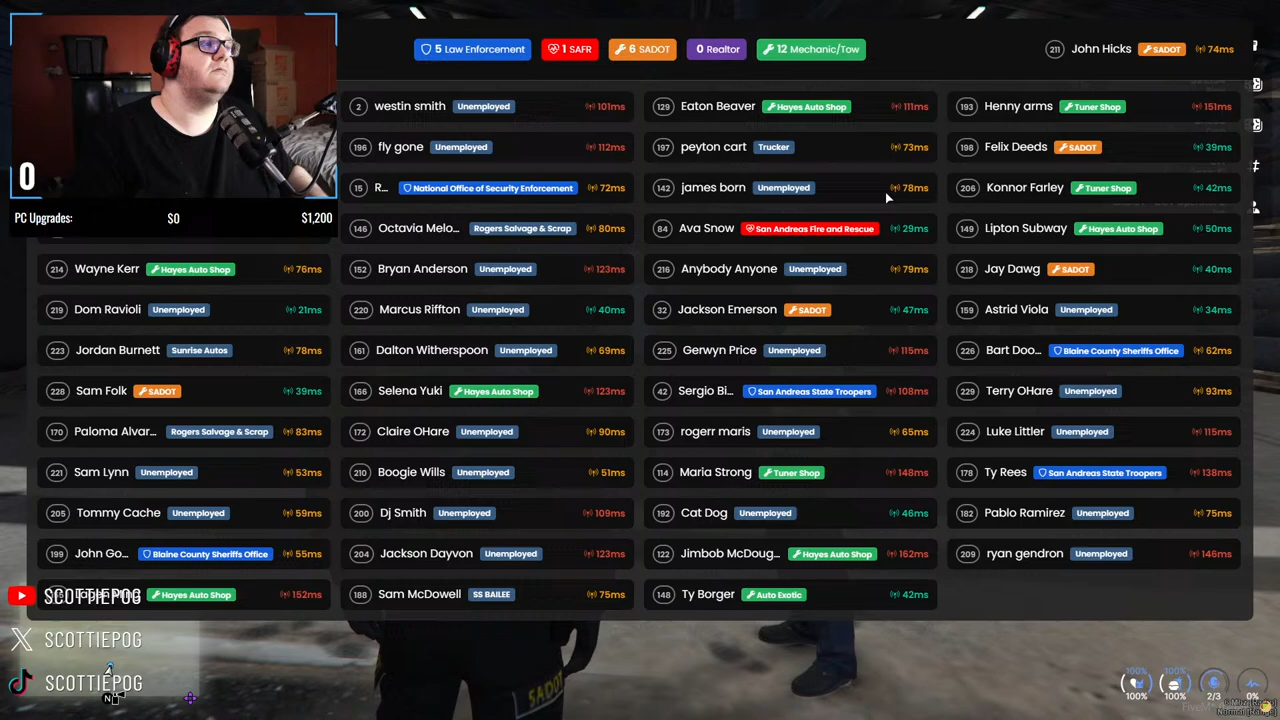 5 Law Enforcement 1 SAFR 6 SADOT 0 Realtor 12 Mechanic/Tow 211 John Hicks SADOT 74ms
2 westin smith Unemployed 101ms 129 Eaton Beaver Hayes Auto Shop 111ms 193 Henny arms Tuner Shop 151ms
196 fly gone Unemployed 112ms 197 peyton cart Trucker 73ms 198 Felix Deeds SADOT 39ms
0 15 R... National Office of Security Enforcement 72ms 142 james born Unemployed 78ms 206 Konnor Farley Tuner Shop 42ms
PC Upgrades: $0 $1,200
146 Octavia Melo... Rogers Salvage & Scrap 80ms 84 Ava Snow San Andreas Fire and Rescue 29ms 149 Lipton Subway Hayes Auto Shop 50ms
214 Wayne Kerr Hayes Auto Shop 76ms 152 Bryan Anderson Unemployed 123ms 216 Anybody Anyone Unemployed 79ms 218 Jay Dawg SADOT 40ms
219 Dom Ravioli Unemployed 21ms 220 Marcus Riffton Unemployed 40ms 32 Jackson Emerson SADOT 47ms 159 Astrid Viola Unemployed 34ms
223 Jordan Burnett Sunrise Autos 78ms 161 Dalton Witherspoon Unemployed 69ms 225 Gerwyn Price Unemployed 115ms 226 Bart Doo... Blaine County Sheriffs Office 62ms
228 Sam Folk SADOT 39ms 166 Selena Yuki Hayes Auto Shop 123ms 42 Sergio Bi... San Andreas State Troopers 108ms 229 Terry OHare Unemployed 93ms
170 Paloma Alvar... Rogers Salvage & Scrap 83ms 172 Claire OHare Unemployed 90ms 173 rogerr maris Unemployed 65ms 224 Luke Littler Unemployed 115ms
221 Sam Lynn Unemployed 53ms 210 Boogie Wills Unemployed 51ms 114 Maria Strong Tuner Shop 148ms 178 Ty Rees San Andreas State Troopers 138ms
205 Tommy Cache Unemployed 59ms 200 Dj Smith Unemployed 109ms 192 Cat Dog Unemployed 46ms 182 Pablo Ramirez Unemployed 75ms
199 John Go... Blaine County Sheriffs Office 55ms 204 Jackson Dayvon Unemployed 123ms 122 Jimbob McDoug... Hayes Auto Shop 162ms 209 ryan gendron Unemployed 146ms
SCOTTIEPOG Hayes Auto Shop 152ms 188 Sam McDowell SS BAILEE 75ms 148 Ty Borger Auto Exotic 42ms
SCOTTIEPOG
SCOTTIEPOG
N
SADOT
100% 100%
100% 100% 2/3 0%